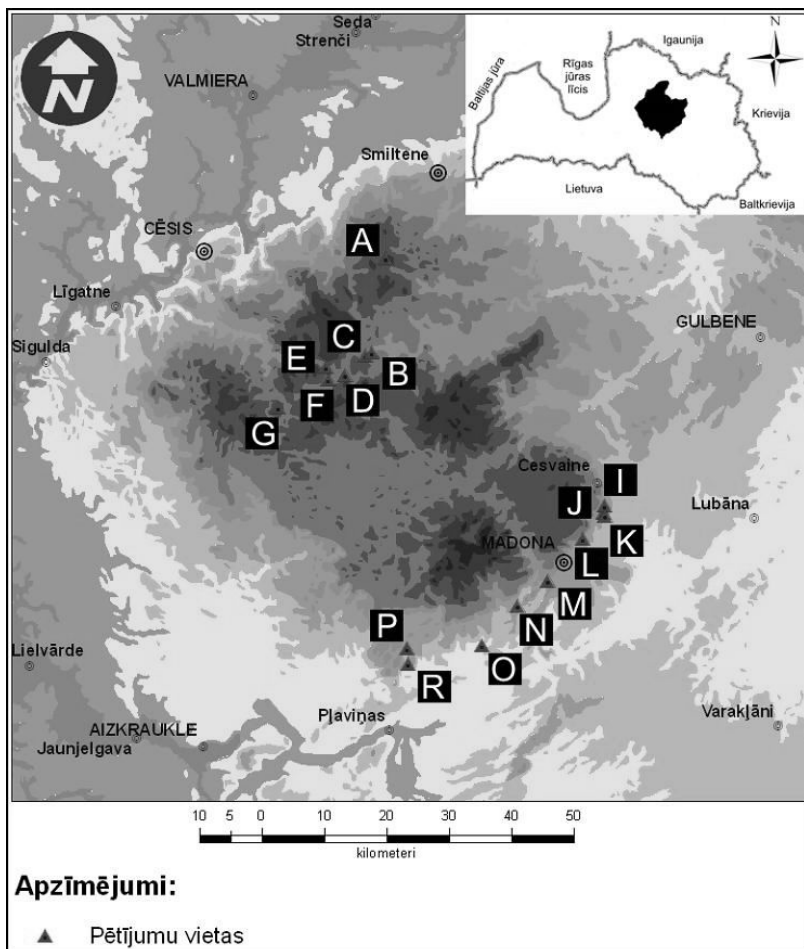 Seda
Strenči
N
VALMIERA
Smiltene
CĒSIS
Līgatne
Sigulda
GULBENE
Cesvaine
Lubāna
MADONA
Lielvārde
AIZKRAUKLE
Jaunjelgava
Pļaviņas
Varakļāni
A
C
E
B
F
D
G
I
J
K
L
M
N
P
O
R
N
Igaunija
Rīgas
jūras
līcis
Baltijas jūra
Krievija
Lietuva
Baltkrievija
10 5 0 10 20 30 40 50
kilometeri
Apzīmējumi:
Pētījumu vietas